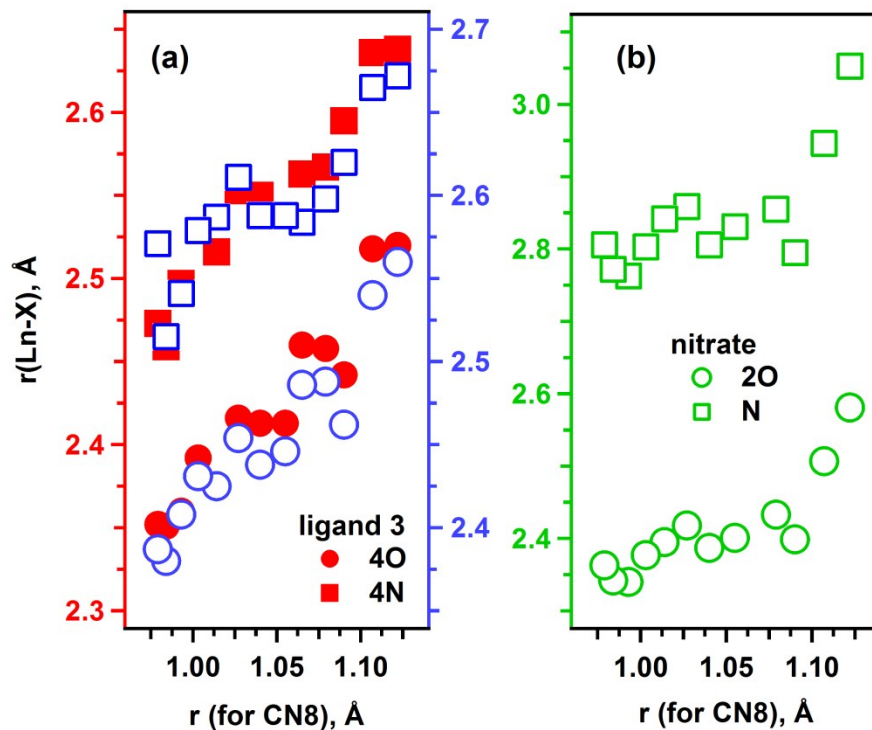 (a)
2.6
2.5
2.4
2.3
r(Ln-X), Å
2.7
2.6
2.5
2.4
ligand 3
4O
4N
1.00
1.05
1.10
r (for CN8), Å
(b)
3.0
2.8
2.6
2.4
nitrate
2O
N
1.00
1.05
1.10
r (for CN8), Å